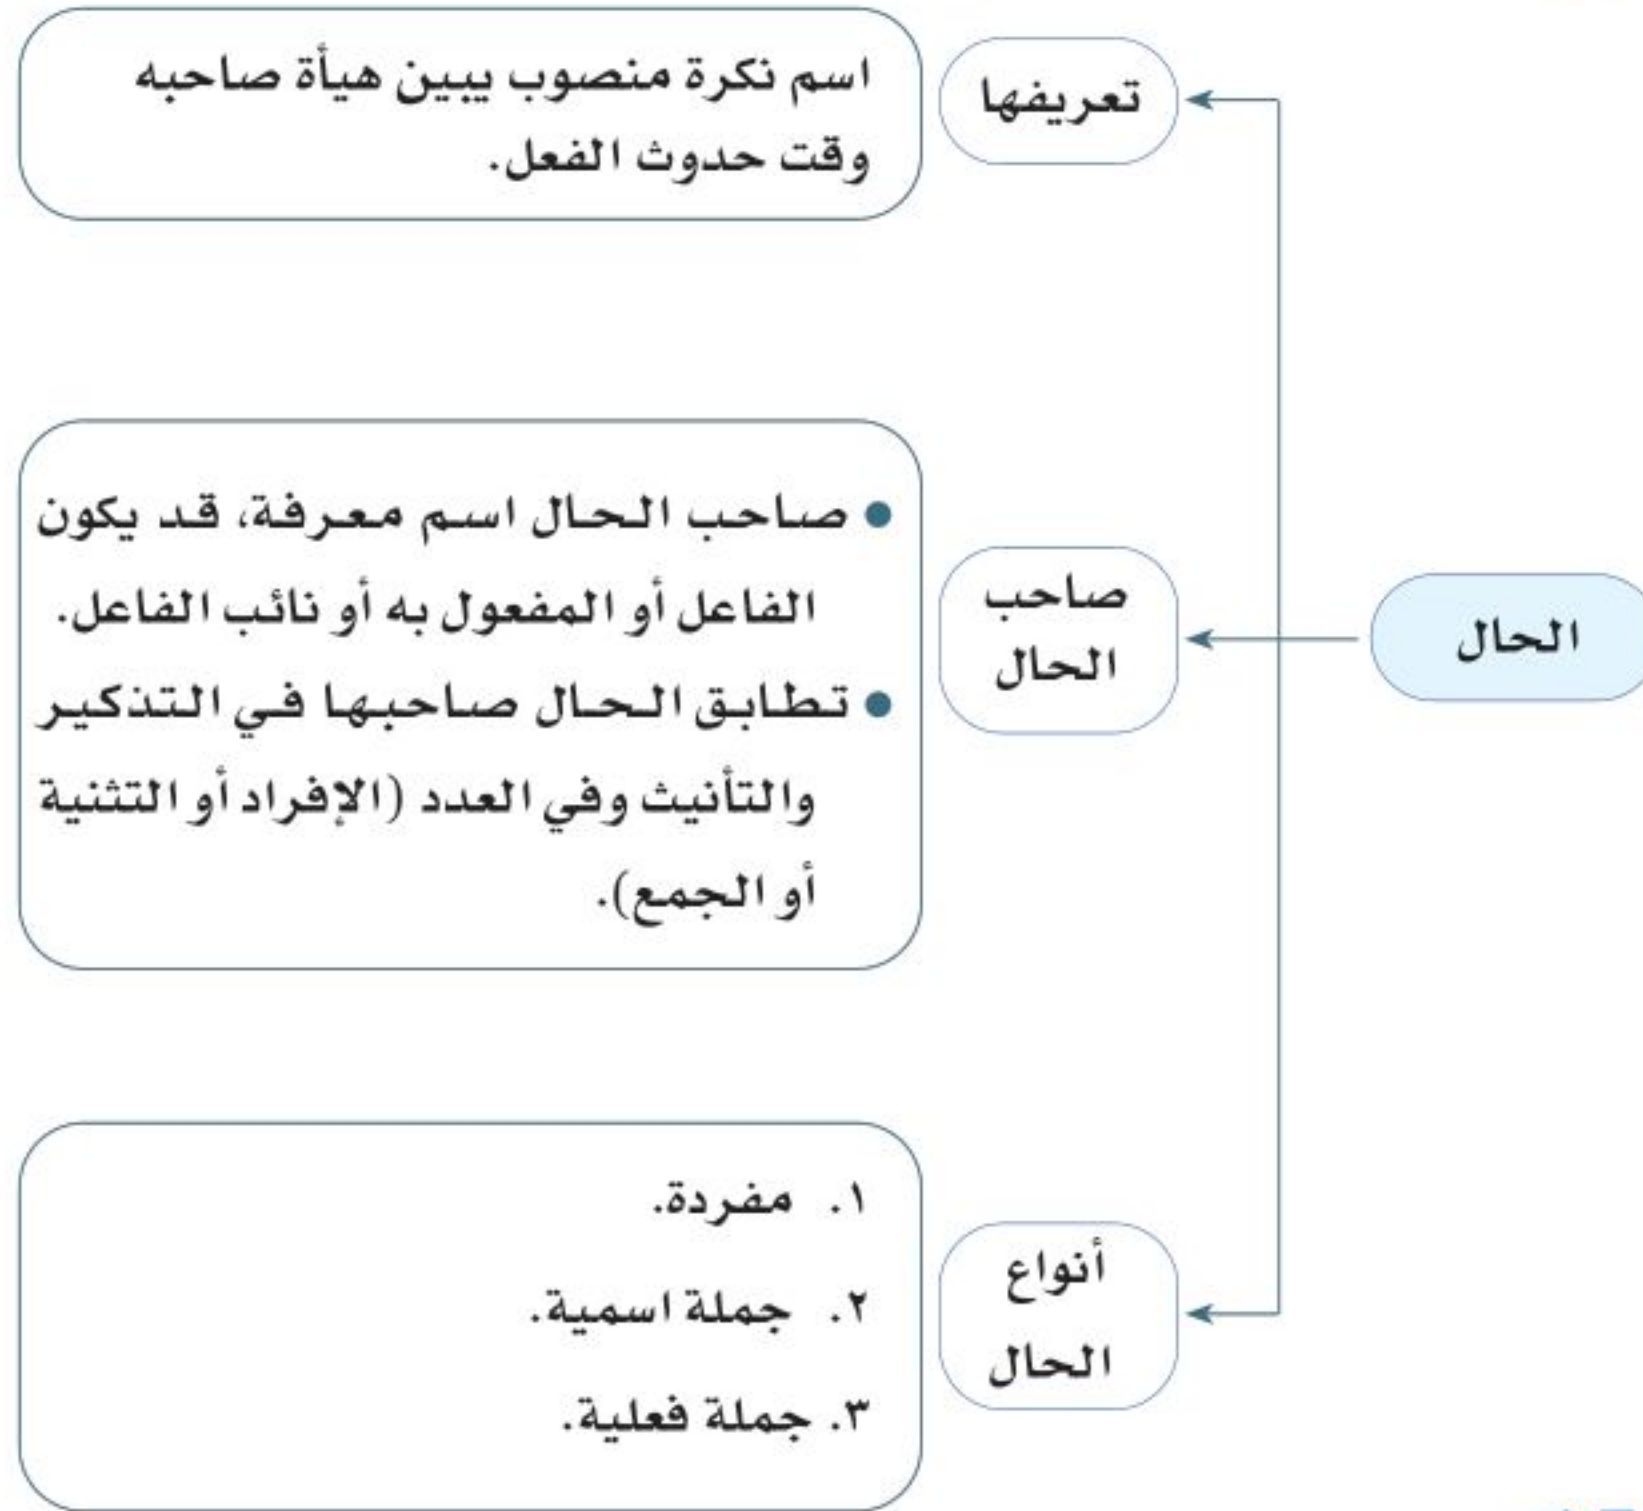 الحال
تعريفها
اسم نكرة منصوب يبين هيأة صاحبه
وقت حدوث الفعل.
صاحب
الحال
● صاحب الحال اسم معرفة، قد يكون
الفاعل أو المفعول به أو نائب الفاعل.
● تطابق الحال صاحبها في التذكير
والتأنيث وفي العدد (الإفراد أو التثنية
أو الجمع).
أنواع
الحال
١. مفردة.
٢. جملة اسمية.
٣. جملة فعلية.